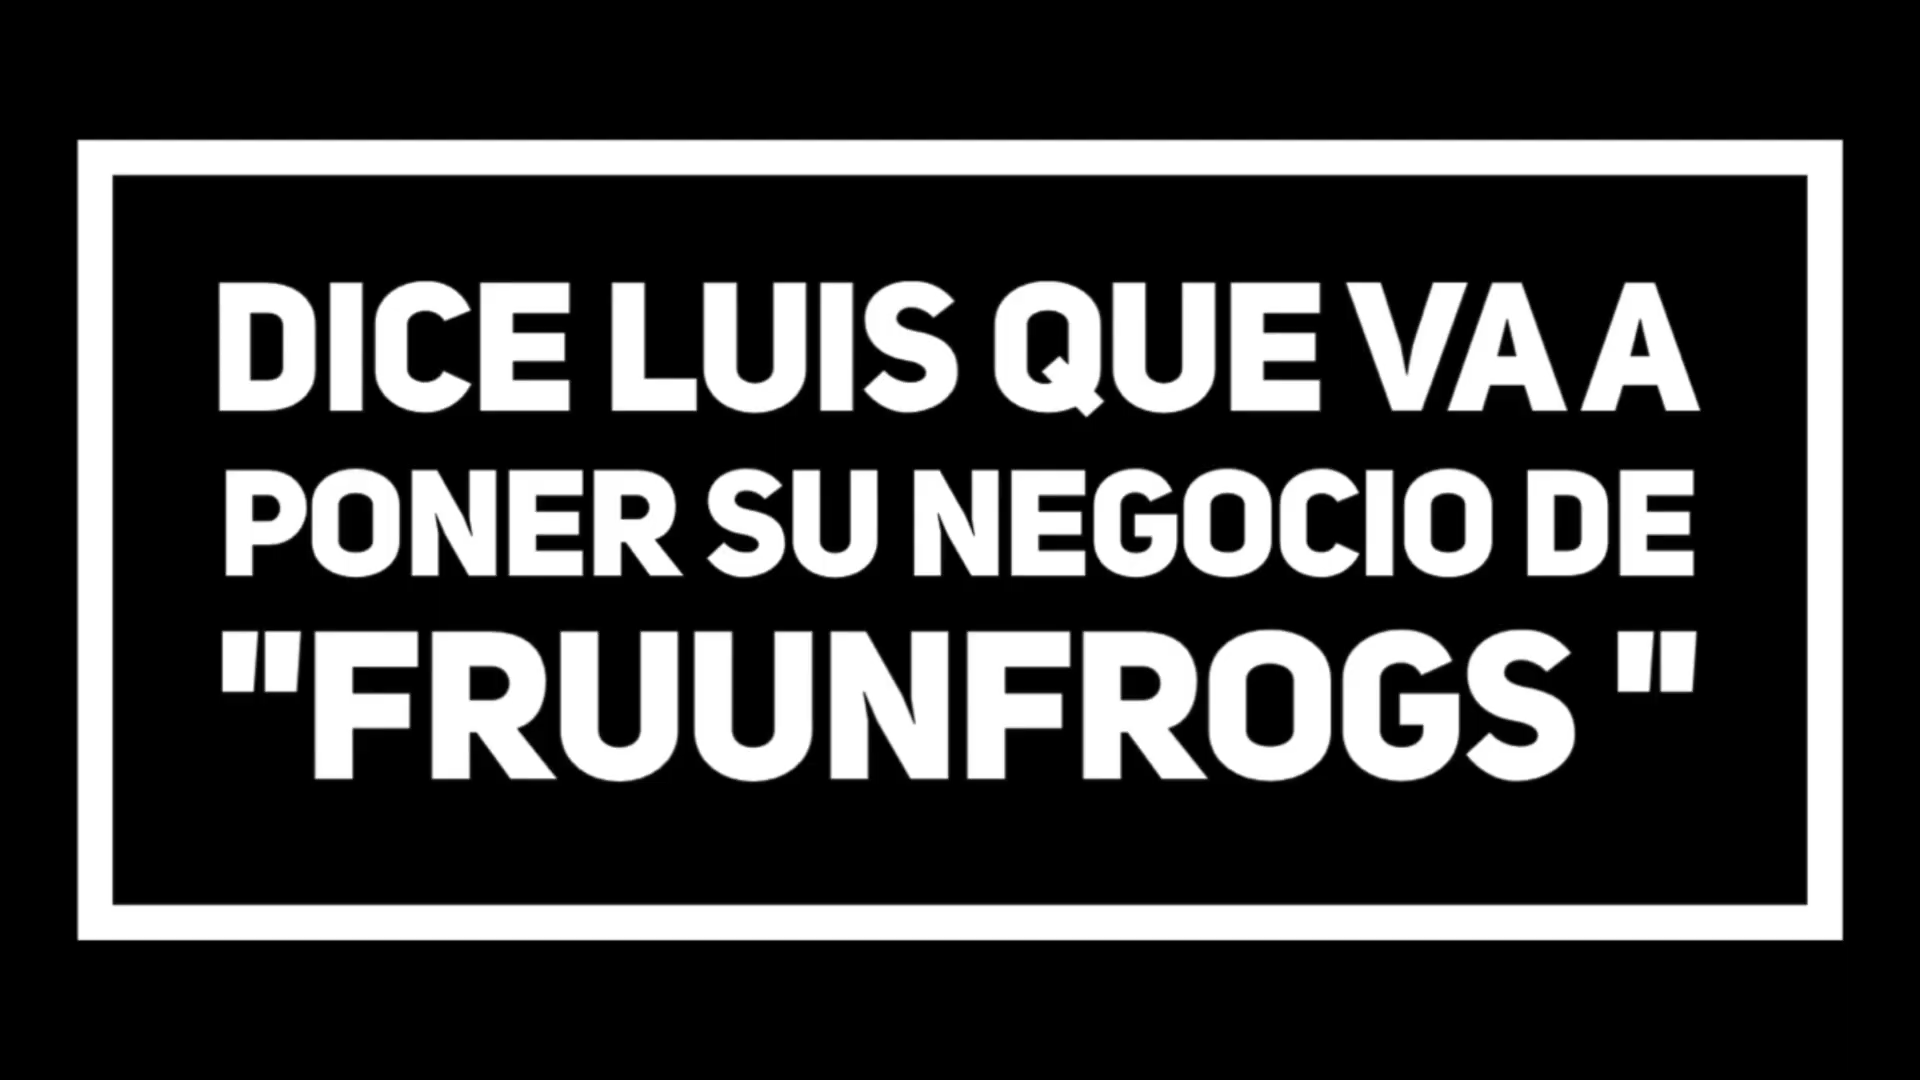 DICE LUIS QUE VA A
PONER SU NEGOCIO DE
"FRUUNFROGS "